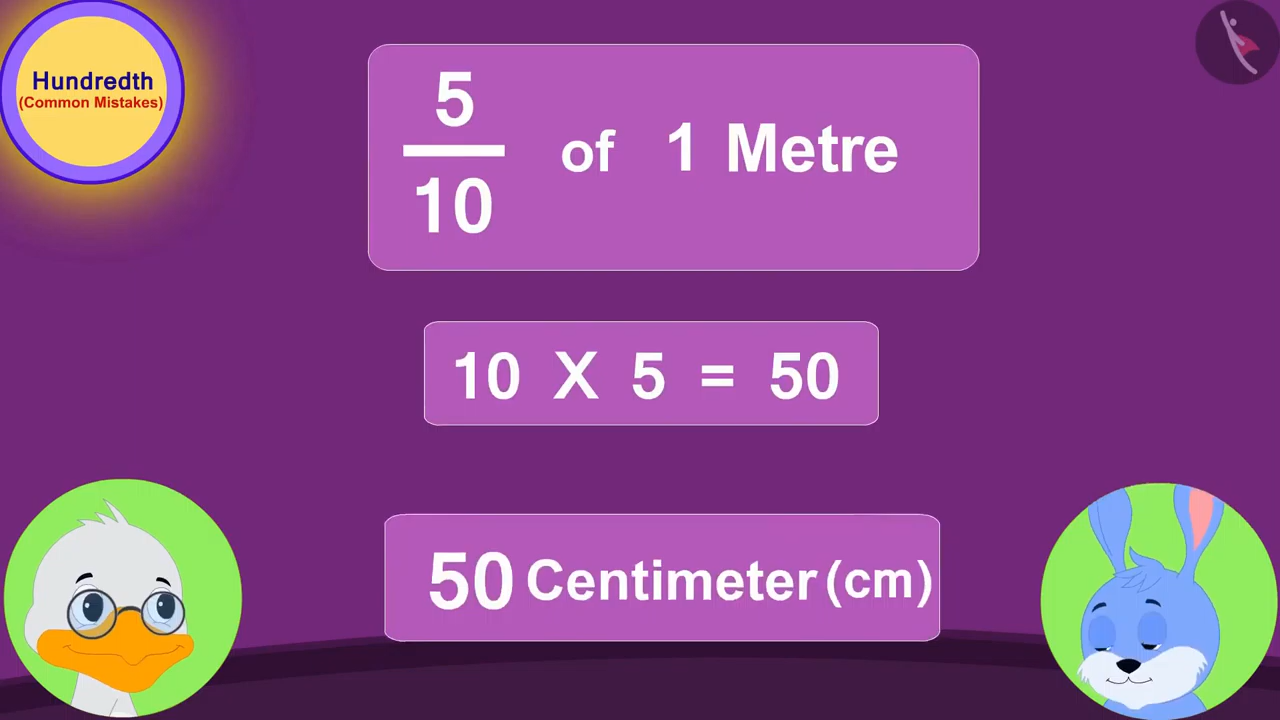 Hundredth
(Common Mistakes)
5
10
of 1 Metre
10 X 5 = 50
50 Centimeter (cm)